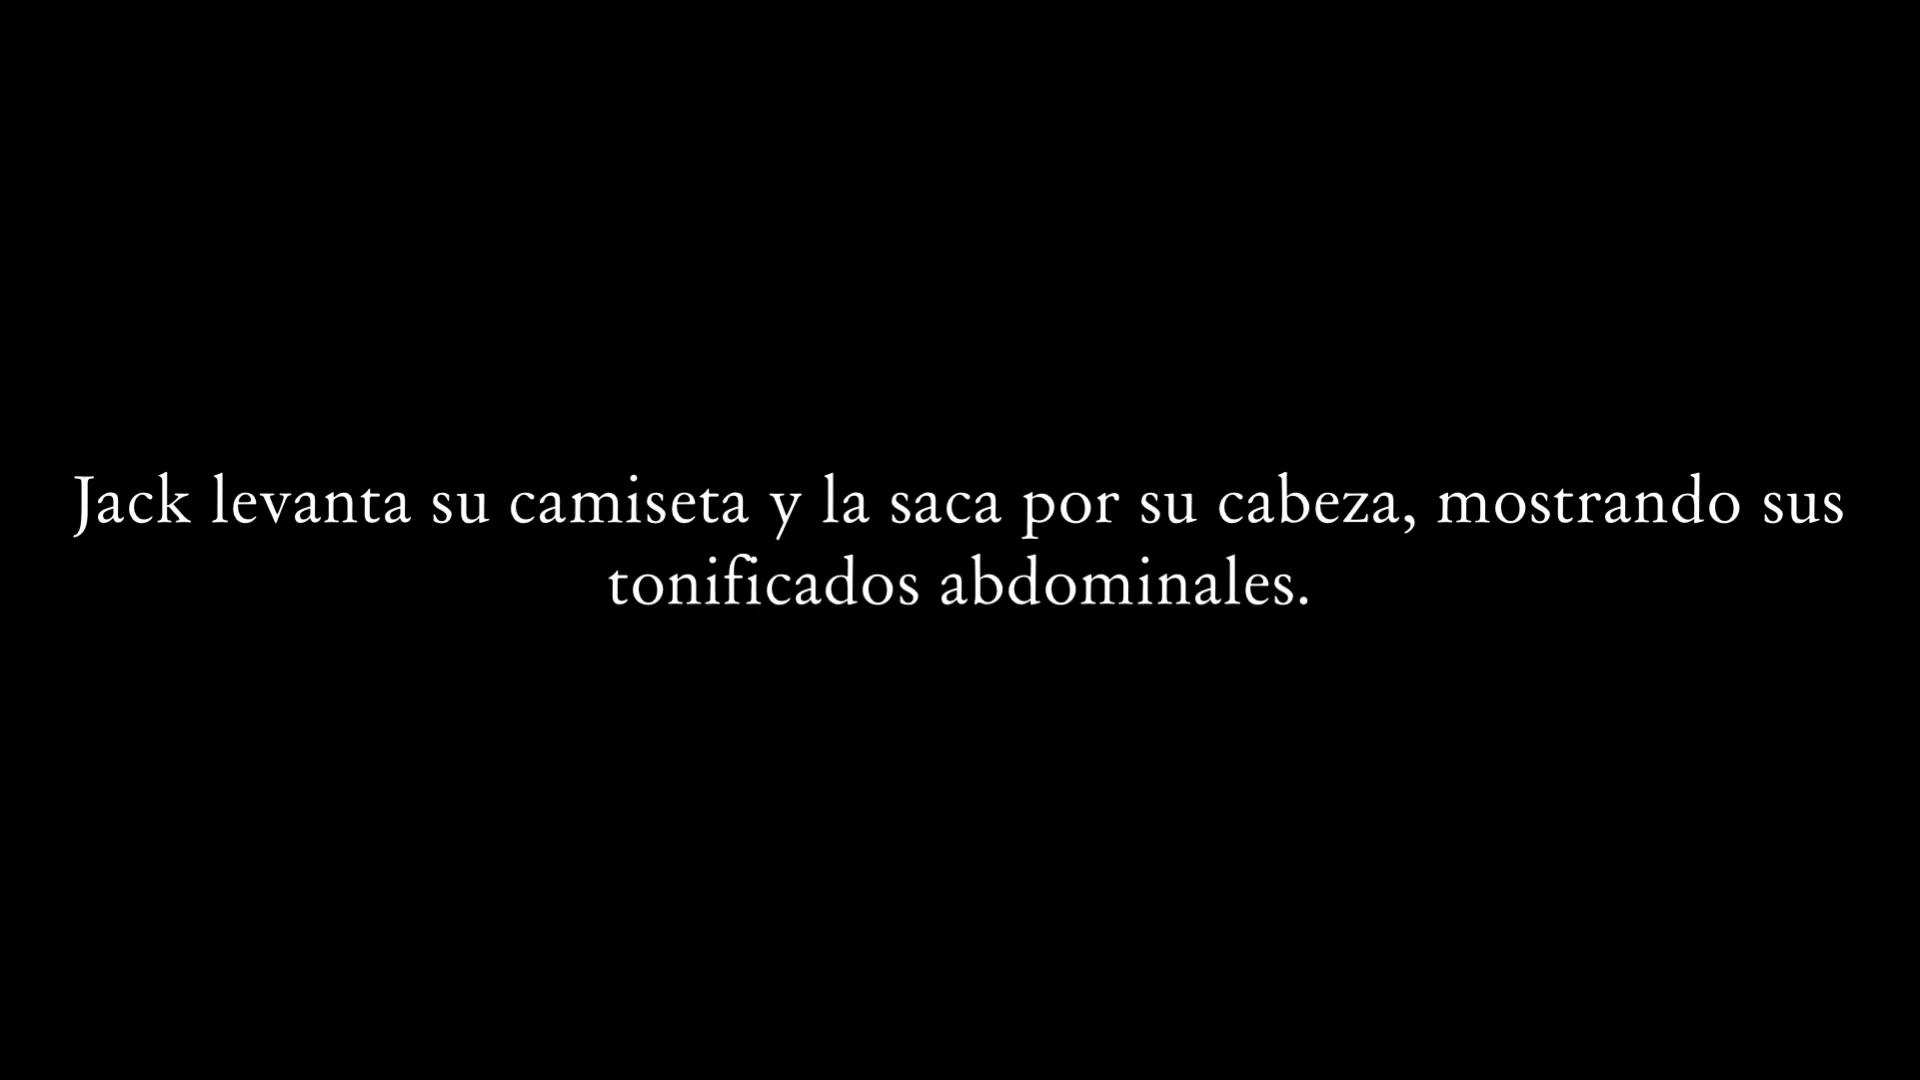 Jack levanta su camiseta y la saca por su cabeza, mostrando sus
tonificados abdominales.